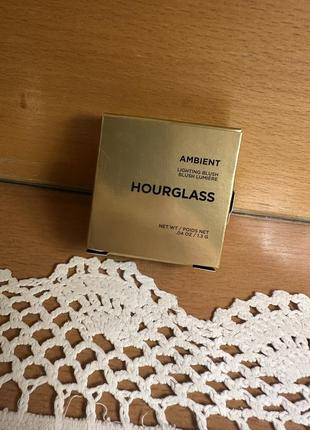 AMBIENT
LIGHTING BLUSH
BLUSH LUMIÈRE
HOURGLASS
NET WT / POIDS NET
.04 OZ / 1.3 G